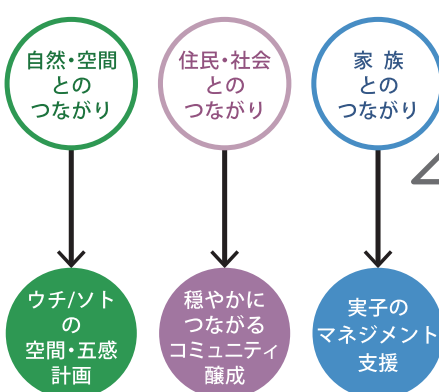 自然・空間
との
つながり
住民・社会
との
つながり
家 族
との
つながり
ウチ/ソト
の
空間・五感
計画
穏やかに
つながる
コミュニティ
醸成
実子の
マネジメント
支援